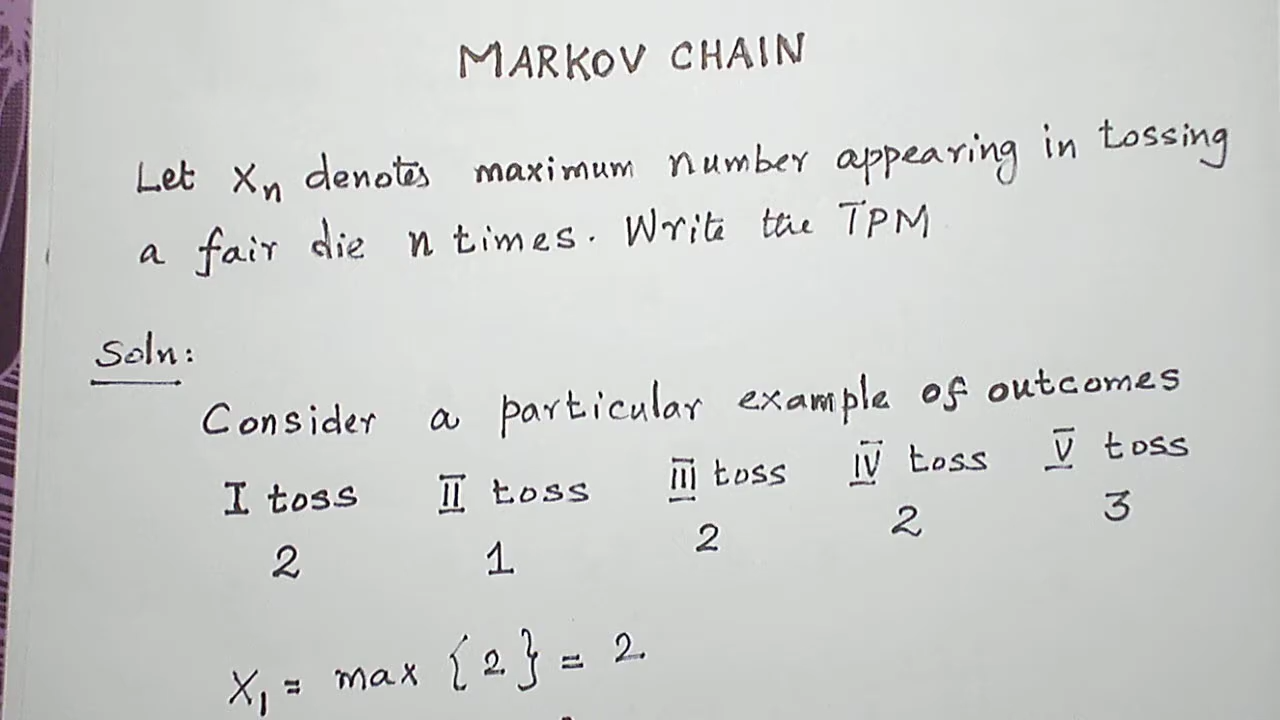 MARKOV CHAIN
Let Xn denotes maximum number appearing in tossing
a fair die n times. Write the TPM
Soln:
Consider a particular example of outcomes
I toss II toss III toss IV toss V toss
2 1 2 2 3
X1 = max {2} = 2